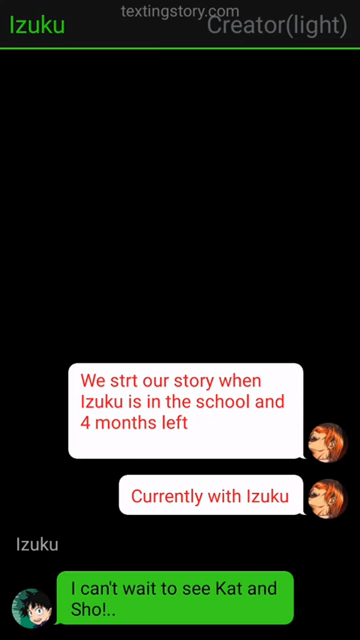 textingstory.com
Izuku
Creator(light)
We strt our story when
Izuku is in the school and
4 months left
Currently with Izuku
Izuku
I can't wait to see Kat and
Sho!..